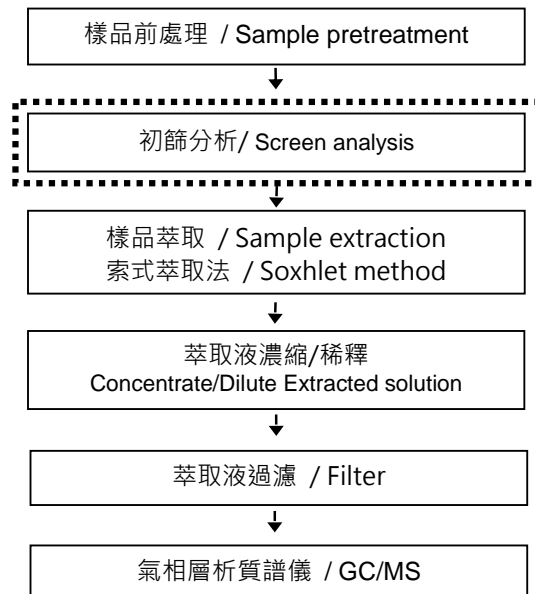 樣品前處理 / Sample pretreatment
初篩分析/ Screen analysis
樣品萃取 / Sample extraction
索式萃取法 / Soxhlet method
萃取液濃縮/稀釋
Concentrate/Dilute Extracted solution
萃取液過濾 / Filter
氣相層析質譜儀 / GC/MS